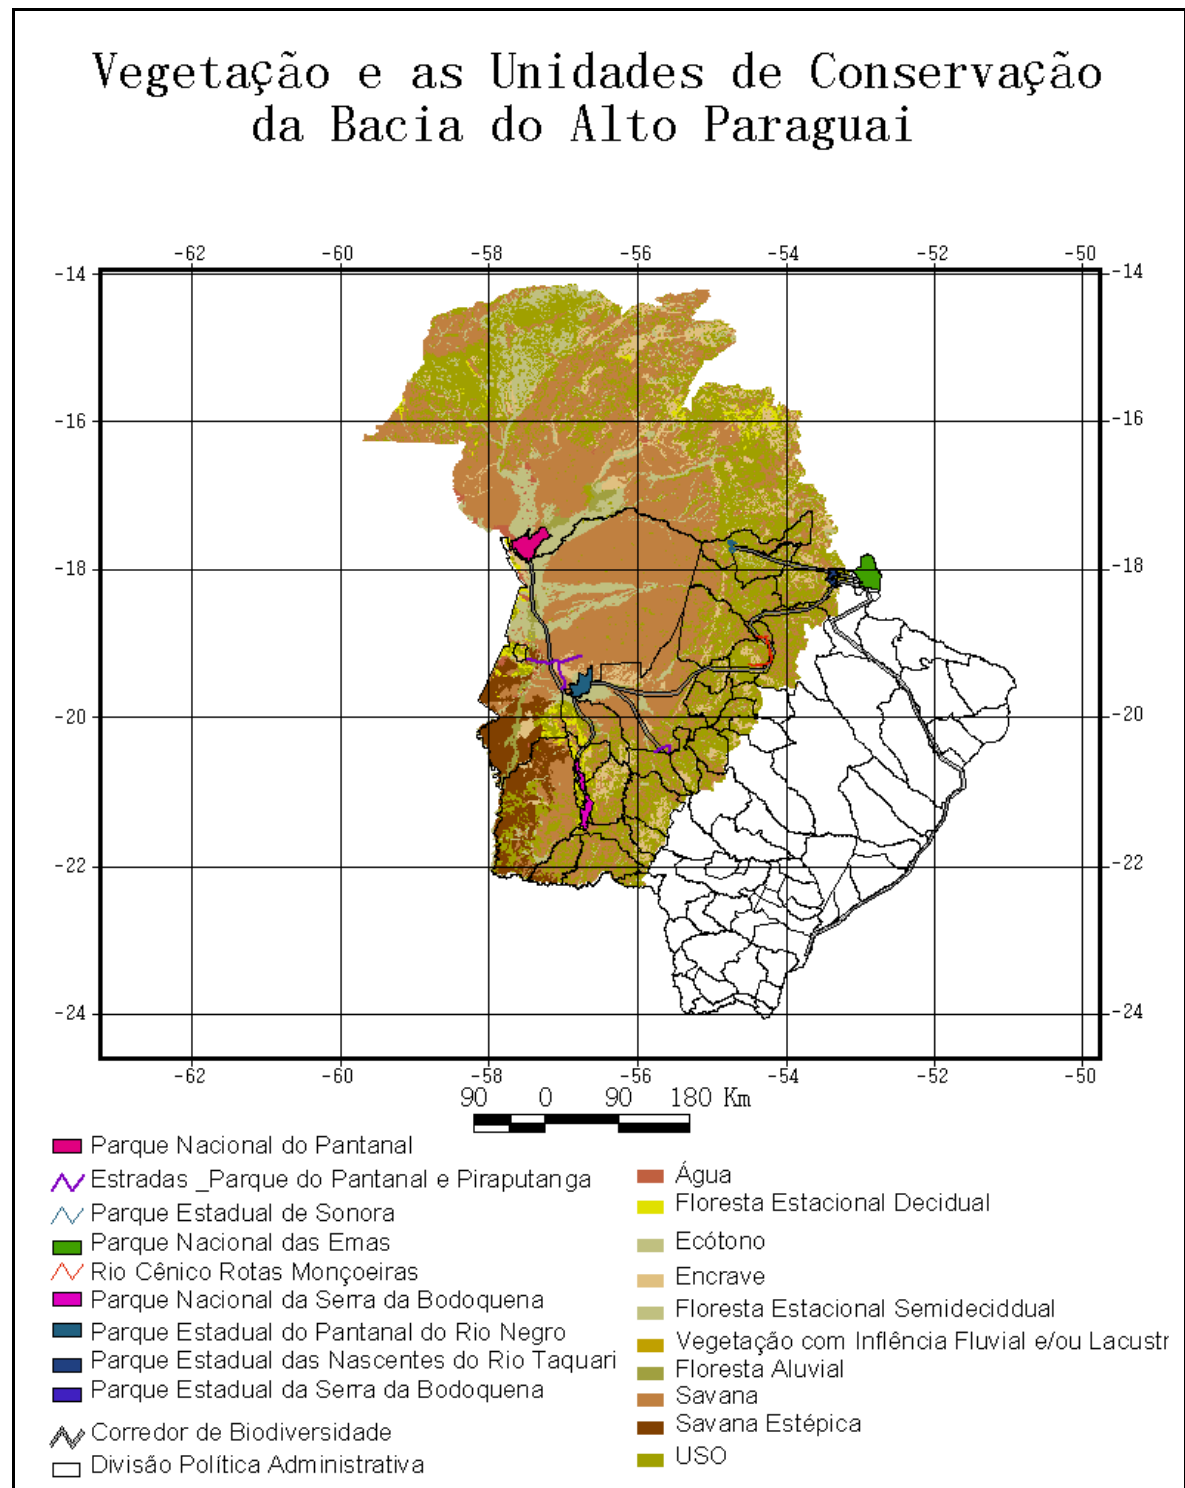 Vegetação e as Unidades de Conservação
da Bacia do Alto Paraguai
-62 -60 -58 -56 -54 -52 -50
-14 -14
-16 -16
-18 -18
-20 -20
-22 -22
-24 -24
-62 -60 -58 -56 -54 -52 -50
90 0 90 180 Km
Parque Nacional do Pantanal
Estradas _Parque do Pantanal e Piraputanga
Parque Estadual de Sonora
Parque Nacional das Emas
Rio Cênico Rotas Monçoeiras
Parque Nacional da Serra da Bodoquena
Parque Estadual do Pantanal do Rio Negro
Parque Estadual das Nascentes do Rio Taquari
Parque Estadual da Serra da Bodoquena
Corredor de Biodiversidade
Divisão Política Administrativa
Água
Floresta Estacional Decidual
Ecótono
Encrave
Floresta Estacional Semideciddual
Vegetação com Inflência Fluvial e/ou Lacustr
Floresta Aluvial
Savana
Savana Estépica
USO